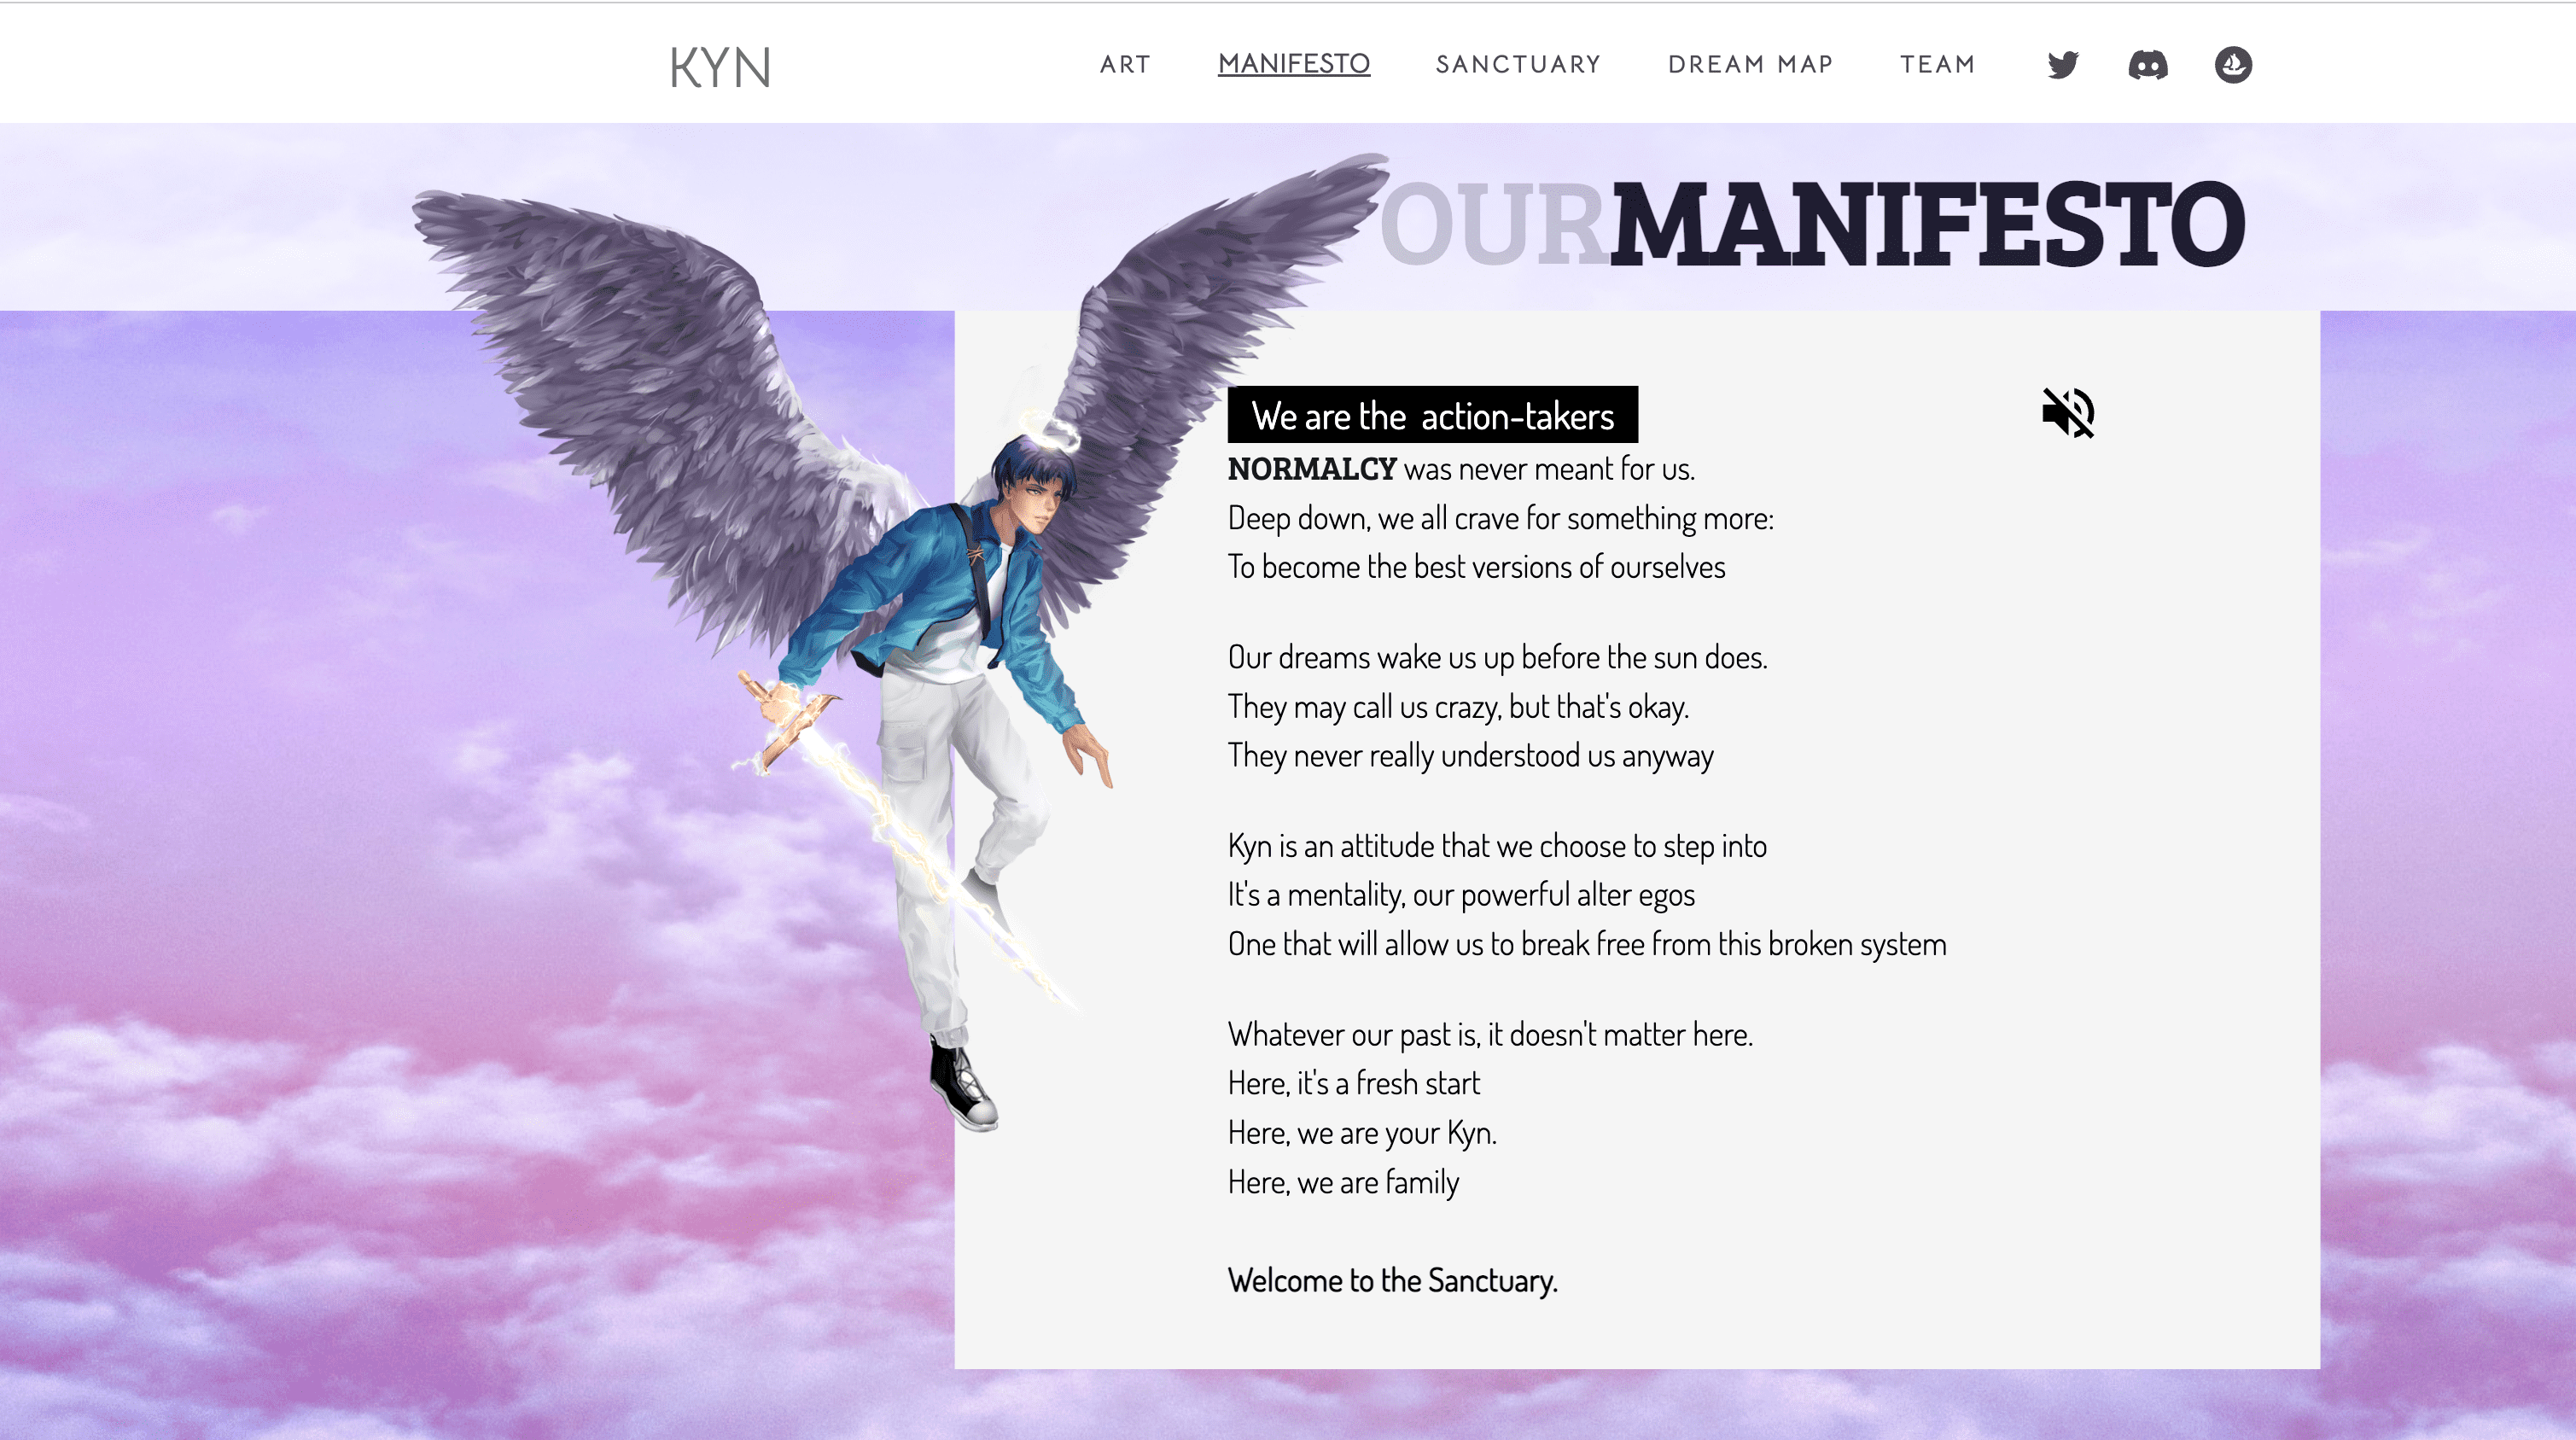 KYN
ART MANIFESTO SANCTUARY DREAM MAP TEAM
OURMANIFESTO
We are the action-takers
NORMALCY was never meant for us.
Deep down, we all crave for something more:
To become the best versions of ourselves
Our dreams wake us up before the sun does.
They may call us crazy, but that's okay.
They never really understood us anyway
Kyn is an attitude that we choose to step into
It's a mentality, our powerful alter egos
One that will allow us to break free from this broken system
Whatever our past is, it doesn't matter here.
Here, it's a fresh start
Here, we are your Kyn.
Here, we are family
Welcome to the Sanctuary.